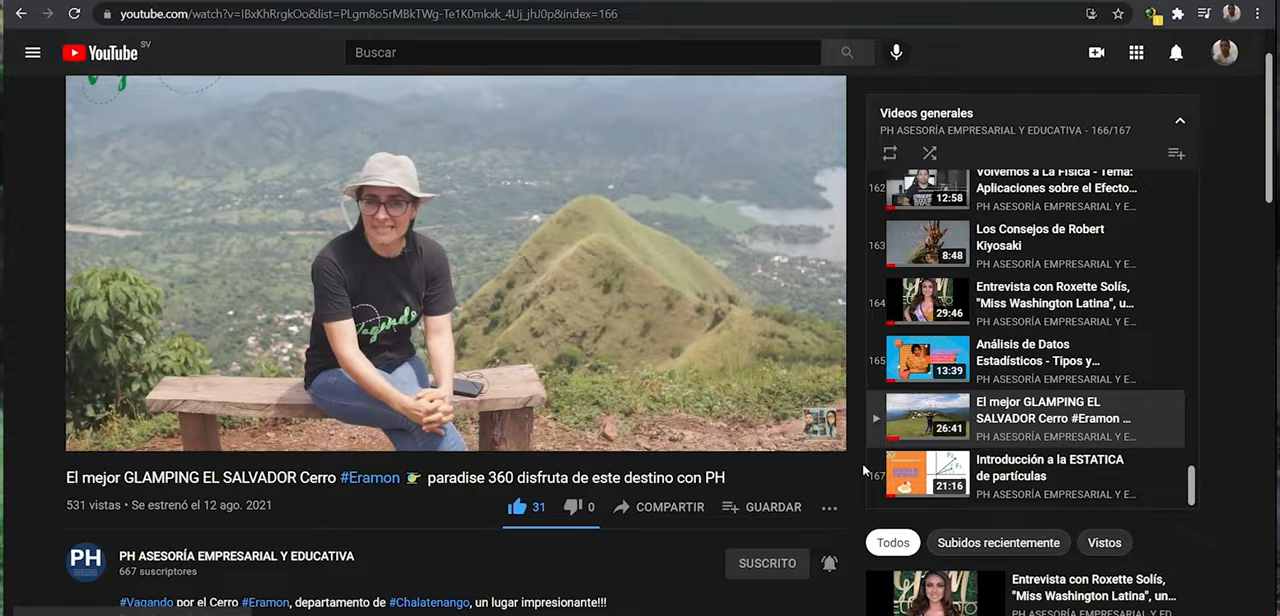 youtube.com/watch?v=!BxKhRrgkOo&list=PLgm8o5rMBkTWg-Te1K0mkxk_4Uj_jhJ0p&index=166
YouTube SV
Buscar
Vagando
El mejor GLAMPING EL SALVADOR Cerro #Eramon paradise 360 disfruta de este destino con PH
531 vistas • Se estrenó el 12 ago. 2021
31
0
COMPARTIR
GUARDAR
PH
PH ASESORÍA EMPRESARIAL Y EDUCATIVA
667 suscriptores
SUSCRITO
#Vagando por el Cerro #Eramon, departamento de #Chalatenango, un lugar impresionante!!!
Videos generales
PH ASESORÍA EMPRESARIAL Y EDUCATIVA - 166/167
162
12:58
Volvemos a La Física - Tema:
Aplicaciones sobre el Efecto...
PH ASESORÍA EMPRESARIAL Y E...
163
8:48
Los Consejos de Robert
Kiyosaki
PH ASESORÍA EMPRESARIAL Y E...
164
29:46
Entrevista con Roxette Solís,
"Miss Washington Latina", u...
PH ASESORÍA EMPRESARIAL Y E...
165
13:39
Análisis de Datos
Estadísticos - Tipos y...
PH ASESORÍA EMPRESARIAL Y E...
26:41
El mejor GLAMPING EL
SALVADOR Cerro #Eramon ...
PH ASESORÍA EMPRESARIAL Y E...
167
21:16
Introducción a la ESTATICA
de partículas
PH ASESORÍA EMPRESARIAL Y E...
Todos
Subidos recientemente
Vistos
Entrevista con Roxette Solís,
"Miss Washington Latina", un...